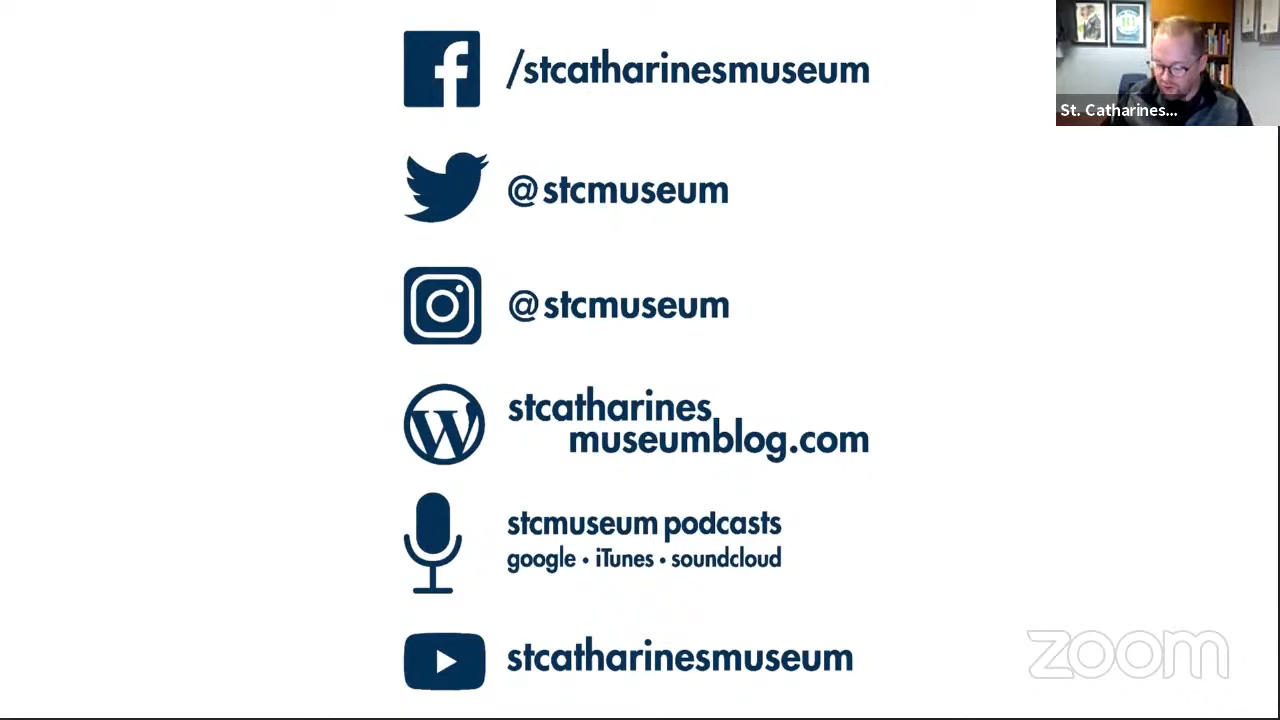 /stcatharinesmuseum
St. Catharines...
@stcmuseum
@stcmuseum
stcatharines
museumblog.com
stcmuseum podcasts
google • iTunes • soundcloud
stcatharinesmuseum
zoom